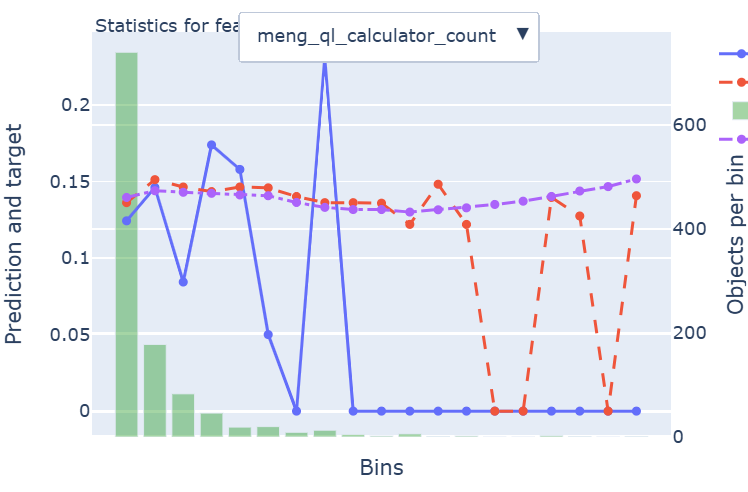 Statistics for fea
meng_ql_calculator_count ▼
Prediction and target
0.2
0.15
0.1
0.05
0
600
400
200
0
Objects per bin
Bins